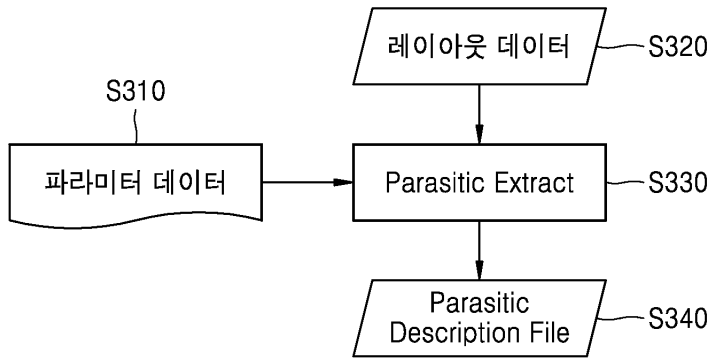 레이아웃 데이터
S320
S310
파라미터 데이터
Parasitic Extract
S330
Parasitic
Description File
S340